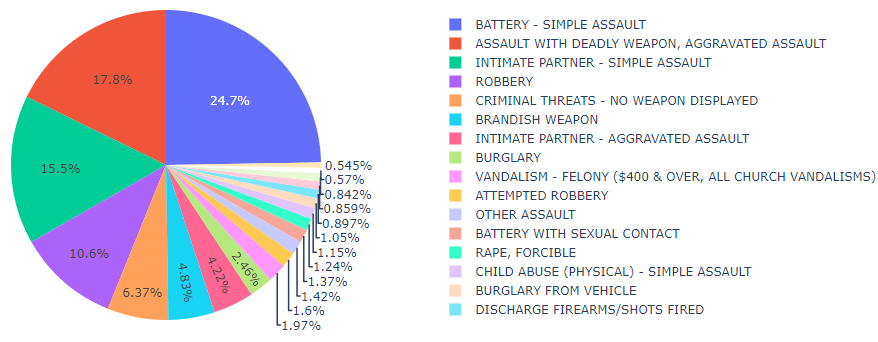 24.7%
17.8%
15.5%
10.6%
6.37%
4.83%
4.22%
2.46%
1.97%
1.6%
1.42%
1.37%
1.24%
1.15%
1.05%
0.897%
0.859%
0.842%
0.57%
0.545%
BATTERY - SIMPLE ASSAULT
ASSAULT WITH DEADLY WEAPON, AGGRAVATED ASSAULT
INTIMATE PARTNER - SIMPLE ASSAULT
ROBBERY
CRIMINAL THREATS - NO WEAPON DISPLAYED
BRANDISH WEAPON
INTIMATE PARTNER - AGGRAVATED ASSAULT
BURGLARY
VANDALISM - FELONY ($400 & OVER, ALL CHURCH VANDALISMS)
ATTEMPTED ROBBERY
OTHER ASSAULT
BATTERY WITH SEXUAL CONTACT
RAPE, FORCIBLE
CHILD ABUSE (PHYSICAL) - SIMPLE ASSAULT
BURGLARY FROM VEHICLE
DISCHARGE FIREARMS/SHOTS FIRED